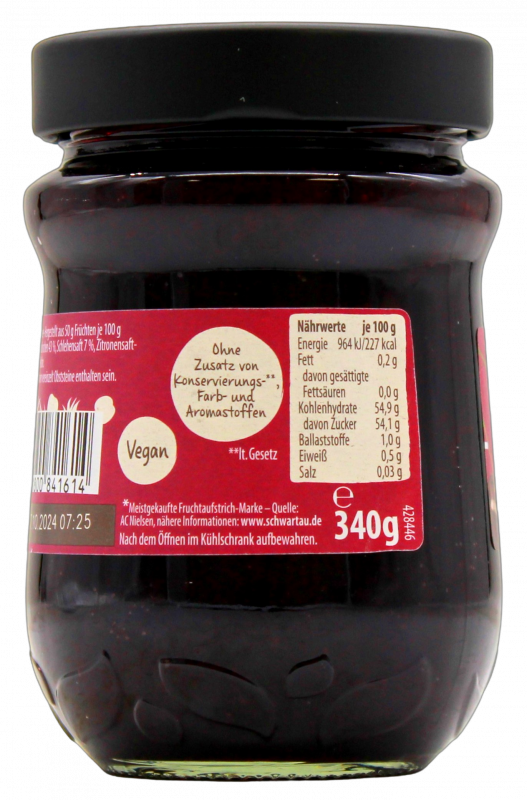 hergestellt aus 50 g Früchten je 100 g
43 %, Schlehensaft 7 %, Zitronensaft-
Obststeine enthalten sein.
841614
.2024 07:25
Vegan
Ohne
Zusatz von
Konservierungs-**,
Farb- und
Aromastoffen
**lt. Gesetz
Nährwerte je 100 g
Energie 964 kJ/227 kcal
Fett 0,2 g
davon gesättigte
Fettsäuren 0,0 g
Kohlenhydrate 54,9 g
davon Zucker 54,1 g
Ballaststoffe 1,0 g
Eiweiß 0,5 g
Salz 0,03 g
*Meistgekaufte Fruchtaufstrich-Marke – Quelle:
AC Nielsen, nähere Informationen: www.schwartau.de
Nach dem Öffnen im Kühlschrank aufbewahren.
e
340g
428446